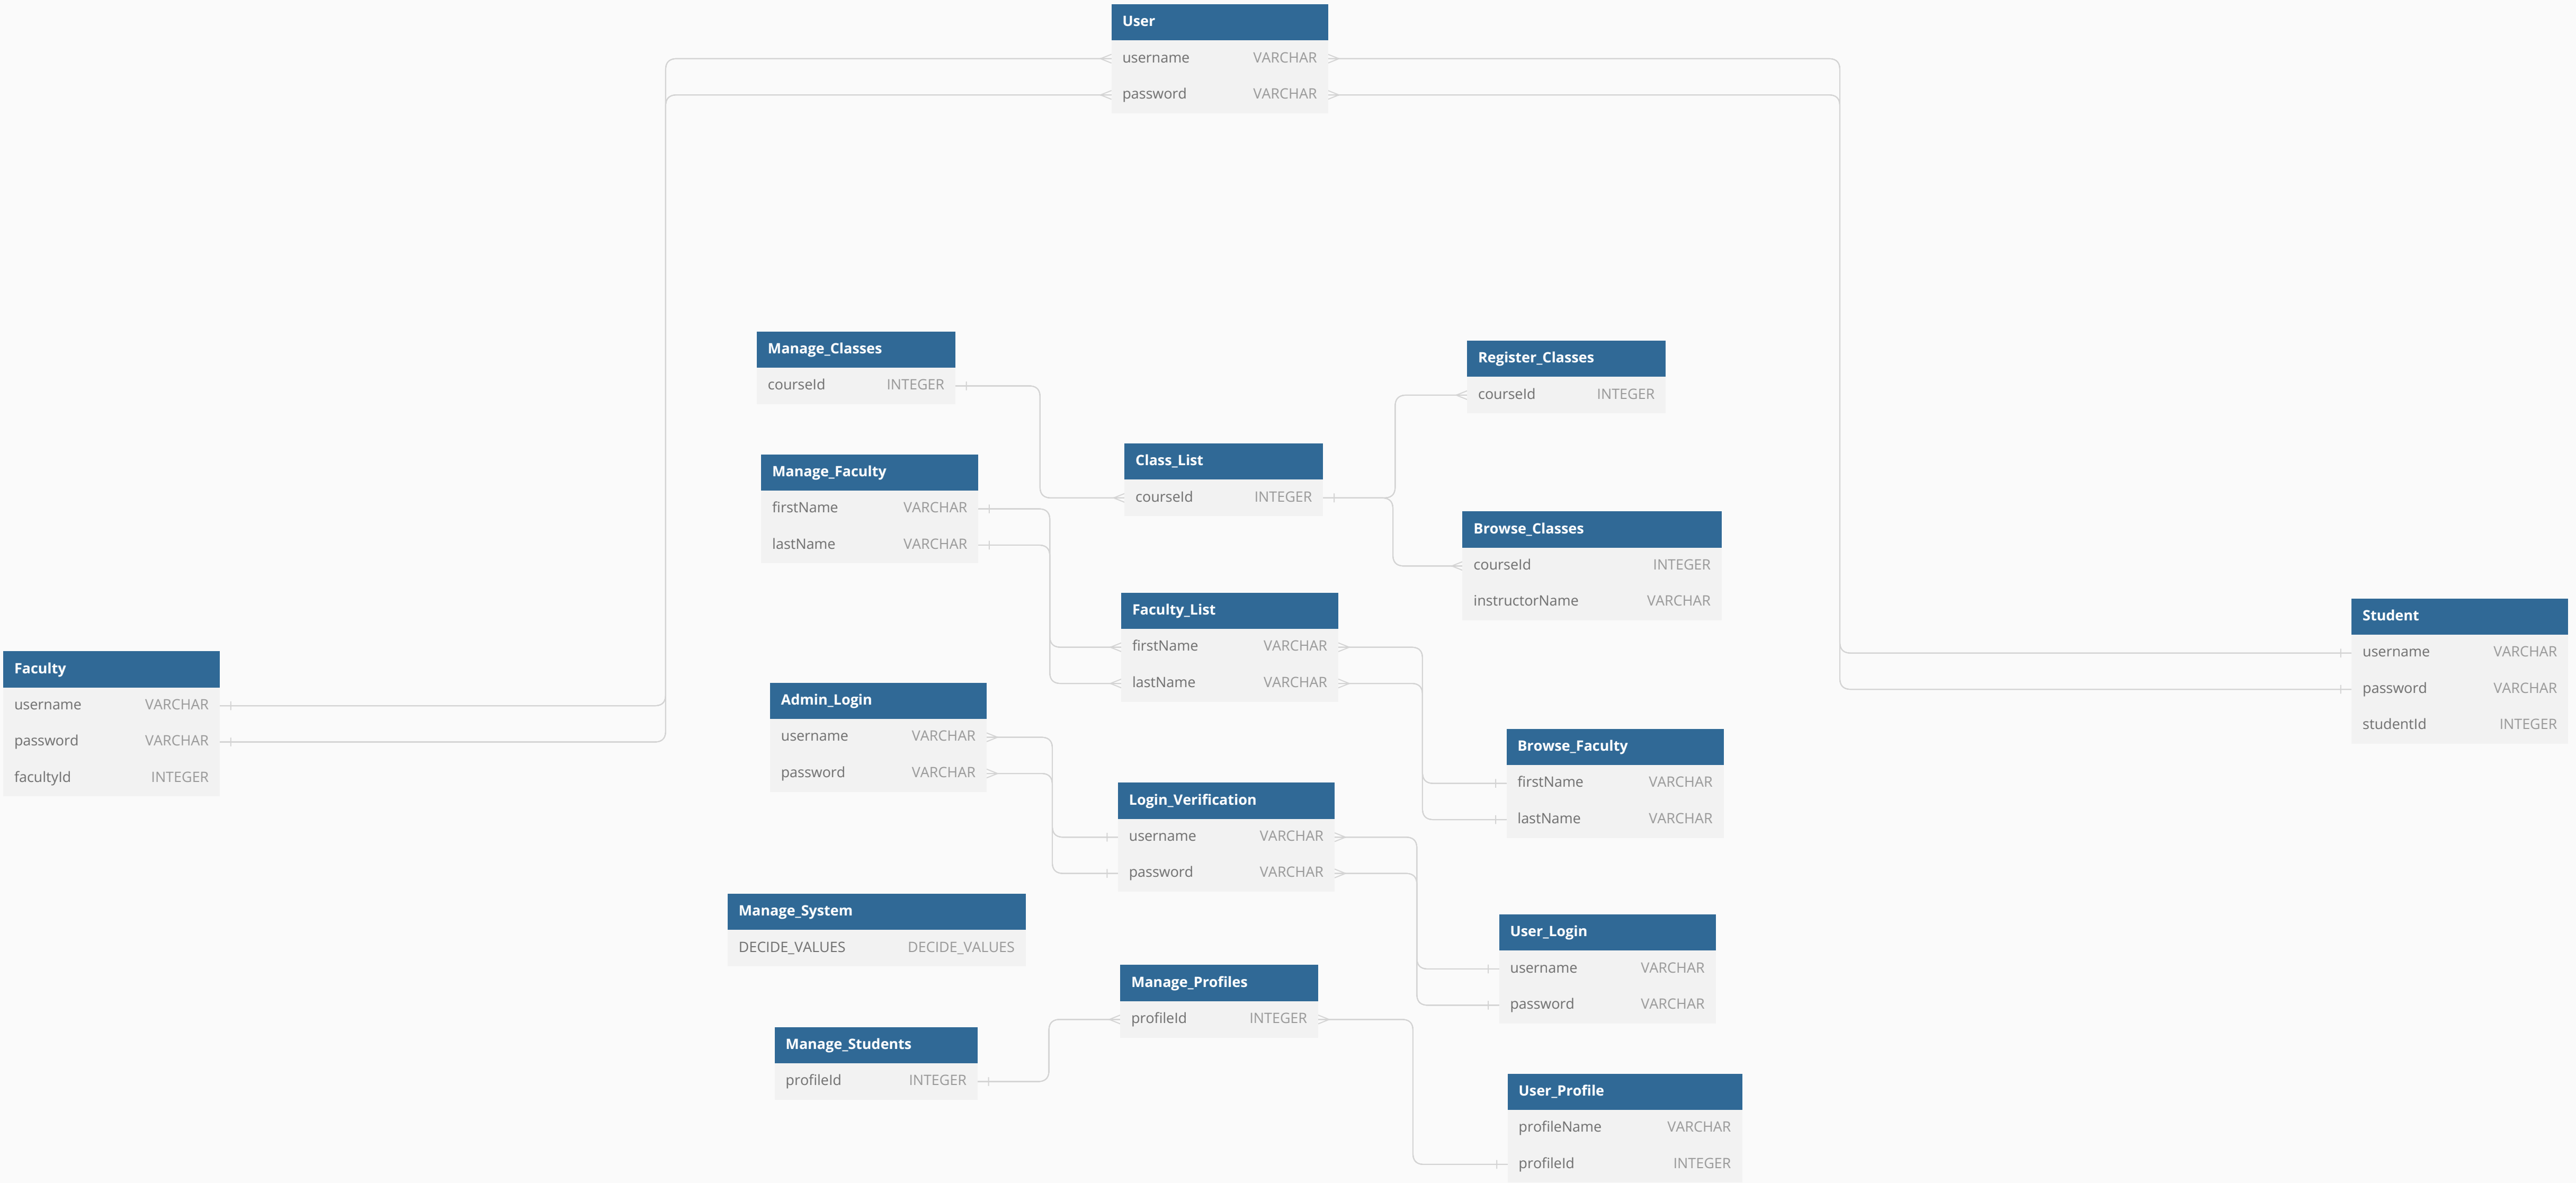 User
username VARCHAR
password VARCHAR
Manage_Classes
courseId INTEGER
Register_Classes
courseId INTEGER
Manage_Faculty
firstName VARCHAR
lastName VARCHAR
Class_List
courseId INTEGER
Browse_Classes
courseId INTEGER
instructorName VARCHAR
Faculty_List
firstName VARCHAR
lastName VARCHAR
Student
username VARCHAR
password VARCHAR
studentId INTEGER
Faculty
username VARCHAR
password VARCHAR
facultyId INTEGER
Admin_Login
username VARCHAR
password VARCHAR
Browse_Faculty
firstName VARCHAR
lastName VARCHAR
Login_Verification
username VARCHAR
password VARCHAR
Manage_System
DECIDE_VALUES DECIDE_VALUES
User_Login
username VARCHAR
password VARCHAR
Manage_Profiles
profileId INTEGER
Manage_Students
profileId INTEGER
User_Profile
profileName VARCHAR
profileId INTEGER